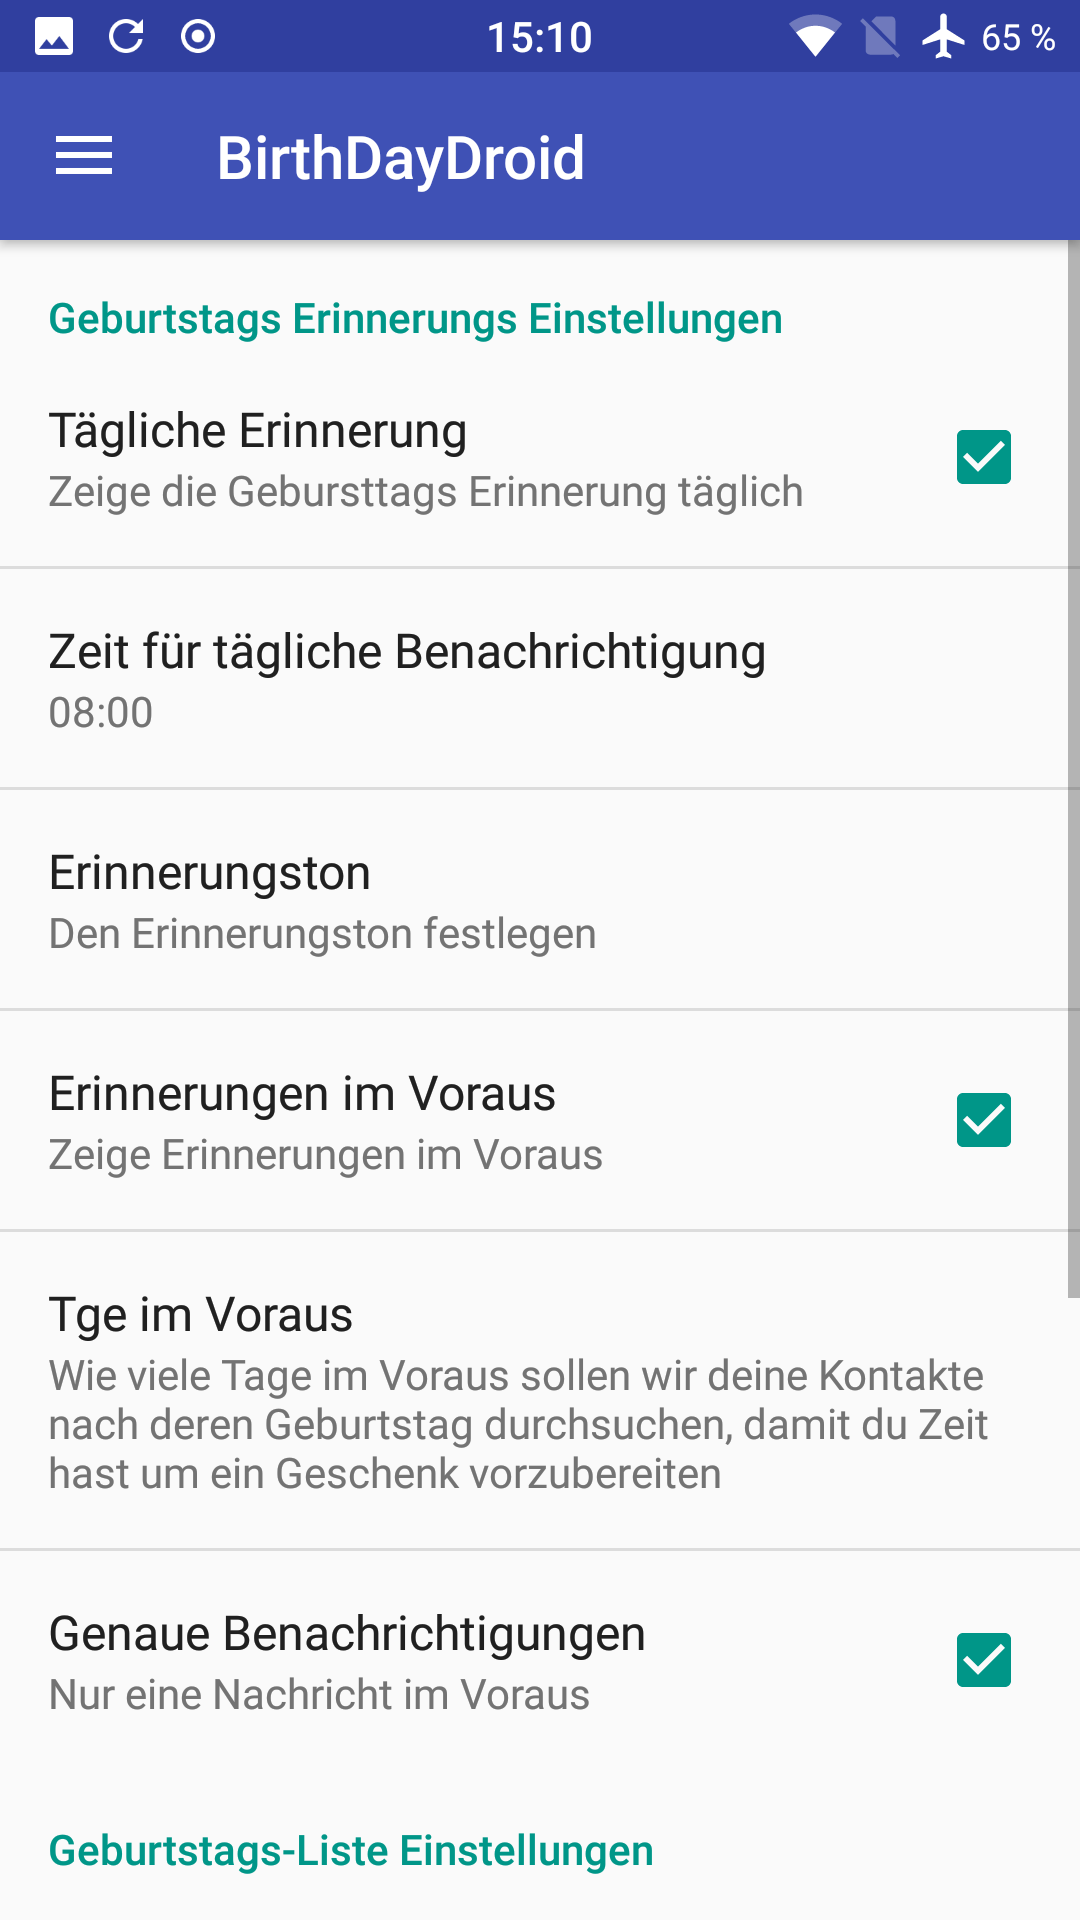 15:10
65 %
BirthDayDroid
Geburtstags Erinnerungs Einstellungen
Tägliche Erinnerung
Zeige die Gebursttags Erinnerung täglich
Zeit für tägliche Benachrichtigung
08:00
Erinnerungston
Den Erinnerungston festlegen
Erinnerungen im Voraus
Zeige Erinnerungen im Voraus
Tge im Voraus
Wie viele Tage im Voraus sollen wir deine Kontakte
nach deren Geburtstag durchsuchen, damit du Zeit
hast um ein Geschenk vorzubereiten
Genaue Benachrichtigungen
Nur eine Nachricht im Voraus
Geburtstags-Liste Einstellungen